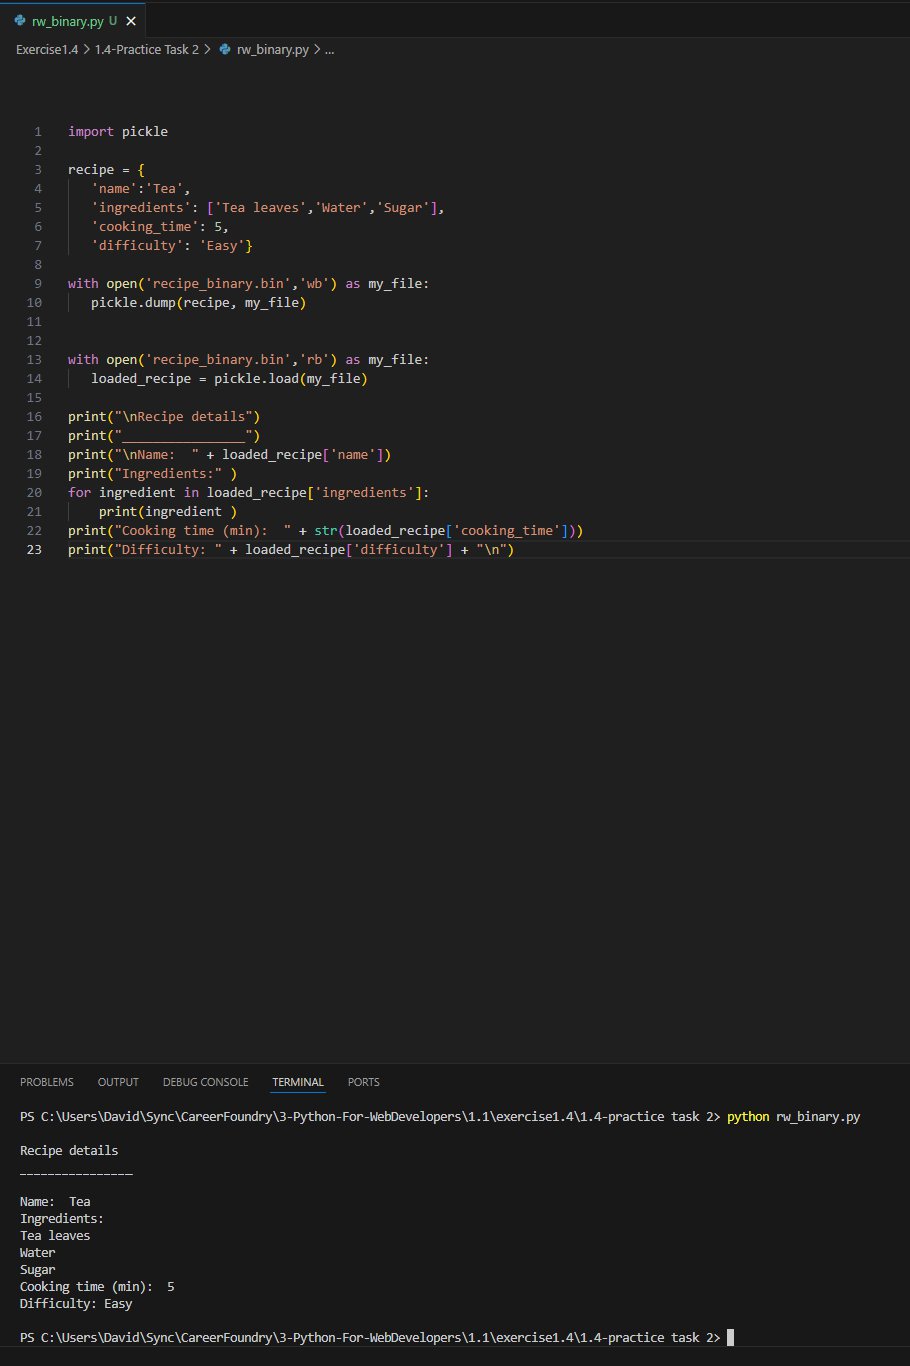 rw_binary.py U ×
Exercise1.4 > 1.4-Practice Task 2 > rw_binary.py > ...
1 import pickle
2
3 recipe = {
4     'name':'Tea',
5     'ingredients': ['Tea leaves','Water','Sugar'],
6     'cooking_time': 5,
7     'difficulty': 'Easy'}
8
9 with open('recipe_binary.bin','wb') as my_file:
10     pickle.dump(recipe, my_file)
11
12
13 with open('recipe_binary.bin','rb') as my_file:
14     loaded_recipe = pickle.load(my_file)
15
16 print("\nRecipe details")
17 print("________________")
18 print("\nName:  " + loaded_recipe['name'])
19 print("Ingredients:" )
20 for ingredient in loaded_recipe['ingredients']:
21     print(ingredient )
22 print("Cooking time (min):  " + str(loaded_recipe['cooking_time']))
23 print("Difficulty: " + loaded_recipe['difficulty'] + "\n")
PROBLEMS OUTPUT DEBUG CONSOLE TERMINAL PORTS
PS C:\Users\David\Sync\CareerFoundry\3-Python-For-WebDevelopers\1.1\exercise1.4\1.4-practice task 2> python rw_binary.py
Recipe details
________________
Name:  Tea
Ingredients:
Tea leaves
Water
Sugar
Cooking time (min):  5
Difficulty: Easy
PS C:\Users\David\Sync\CareerFoundry\3-Python-For-WebDevelopers\1.1\exercise1.4\1.4-practice task 2>